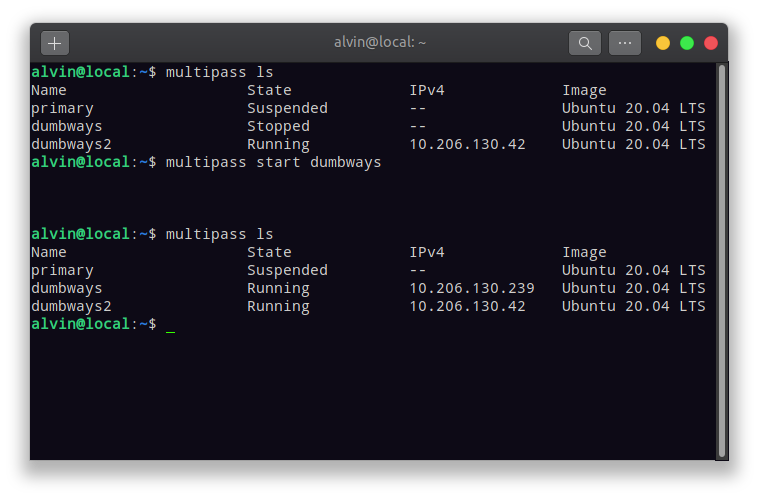 alvin@local: ~
alvin@local:~$ multipass ls
Name                    State             IPv4             Image
primary                 Suspended         --               Ubuntu 20.04 LTS
dumbways                Stopped           --               Ubuntu 20.04 LTS
dumbways2               Running           10.206.130.42    Ubuntu 20.04 LTS
alvin@local:~$ multipass start dumbways
alvin@local:~$ multipass ls
Name                    State             IPv4             Image
primary                 Suspended         --               Ubuntu 20.04 LTS
dumbways                Running           10.206.130.239   Ubuntu 20.04 LTS
dumbways2               Running           10.206.130.42    Ubuntu 20.04 LTS
alvin@local:~$ _